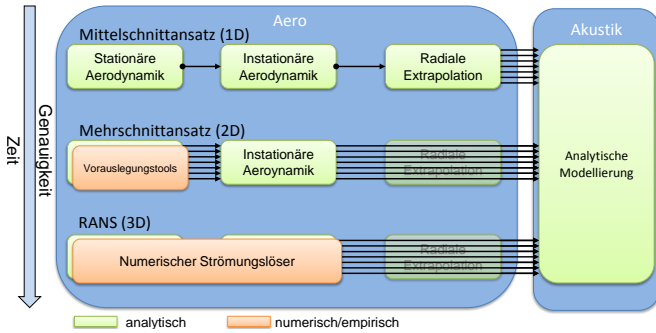 Aero
Akustik
Mittelschnittansatz (1D)
Stationäre
Aerodynamik
Instationäre
Aerodynamik
Radiale
Extrapolation
Mehrschnittansatz (2D)
Vorauslegungstools
Instationäre
Aeroynamik
Radiale
Extrapolation
Analytische
Modellierung
RANS (3D)
Numerischer Strömungslöser
Radiale
Extrapolation
Genauigkeit
Zeit
analytisch
numerisch/empirisch